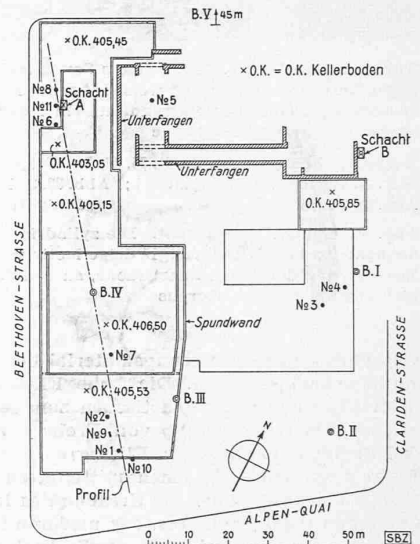 B.V 45m
× O.K. 405,45
× O.K. = O.K. Kellerboden
№8
Schacht
№11
A
№6
№5
Unterfangen
Schacht
B
× O.K. 403,05
Unterfangen
× O.K. 405,15
×
O.K. 405,85
BEETHOVEN-STRASSE
B.I
№4
№3
B.IV
× O.K. 406,50
Spundwand
№7
CLARIDEN-STRASSE
× O.K. 405,53
B.III
№2
№9
B.II
№1
№10
N
Profil
ALPEN-QUAI
0 10 20 30 40 50 m
SBZ